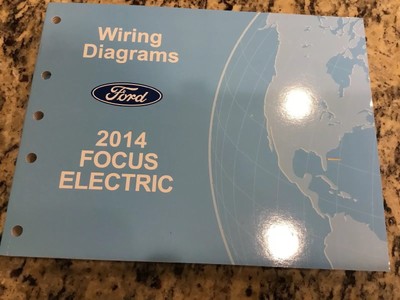 Wiring
Diagrams
Ford
2014
FOCUS
ELECTRIC